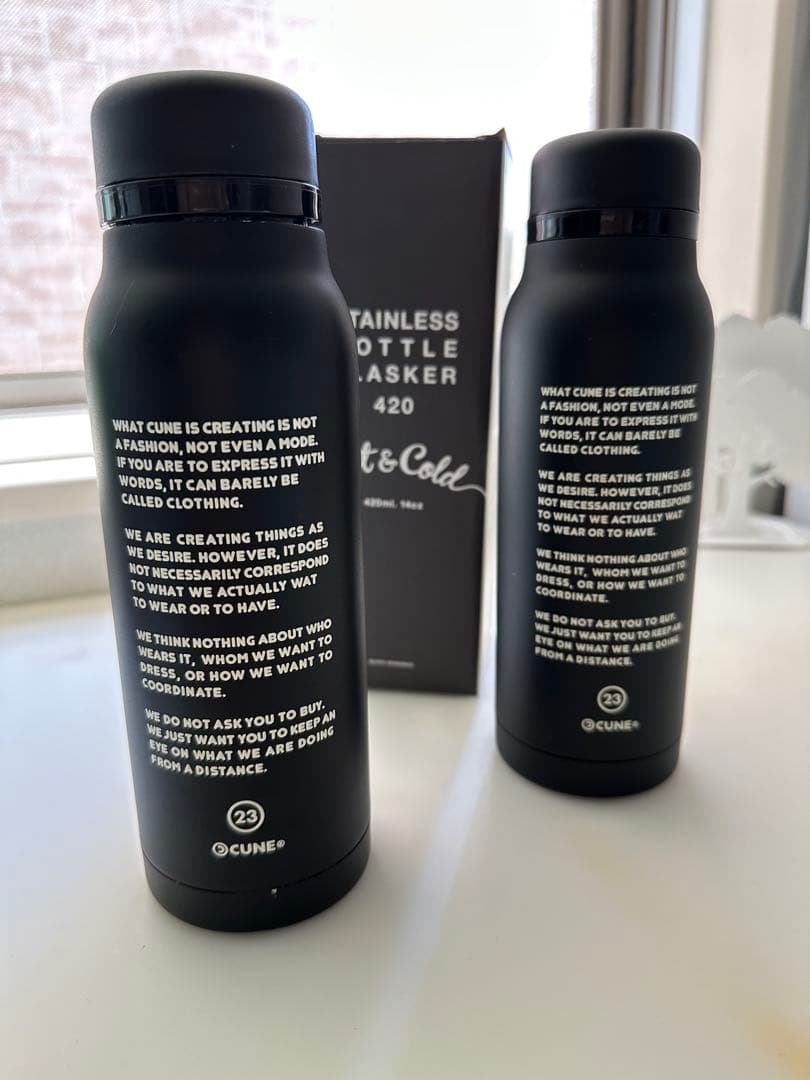 WHAT CUNE IS CREATING IS NOT
A FASHION, NOT EVEN A MODE.
IF YOU ARE TO EXPRESS IT WITH
WORDS, IT CAN BARELY BE
CALLED CLOTHING.
WE ARE CREATING THINGS AS
WE DESIRE. HOWEVER, IT DOES
NOT NECESSARILY CORRESPOND
TO WHAT WE ACTUALLY WAT
TO WEAR OR TO HAVE.
WE THINK NOTHING ABOUT WHO
WEARS IT, WHOM WE WANT TO
DRESS, OR HOW WE WANT TO
COORDINATE.
WE DO NOT ASK YOU TO BUY.
WE JUST WANT YOU TO KEEP AN
EYE ON WHAT WE ARE DOING
FROM A DISTANCE.
23
CUNE®
TAINLESS
OTTLE
LASKER
420
t & Cold
420ml. 14oz
WHAT CUNE IS CREATING IS NOT
A FASHION, NOT EVEN A MODE.
IF YOU ARE TO EXPRESS IT WITH
WORDS, IT CAN BARELY BE
CALLED CLOTHING.
WE ARE CREATING THINGS AS
WE DESIRE. HOWEVER, IT DOES
NOT NECESSARILY CORRESPOND
TO WHAT WE ACTUALLY WAT
TO WEAR OR TO HAVE.
WE THINK NOTHING ABOUT WHO
WEARS IT, WHOM WE WANT TO
DRESS, OR HOW WE WANT TO
COORDINATE.
WE DO NOT ASK YOU TO BUY.
WE JUST WANT YOU TO KEEP AN
EYE ON WHAT WE ARE DOING
FROM A DISTANCE.
23
CUNE®